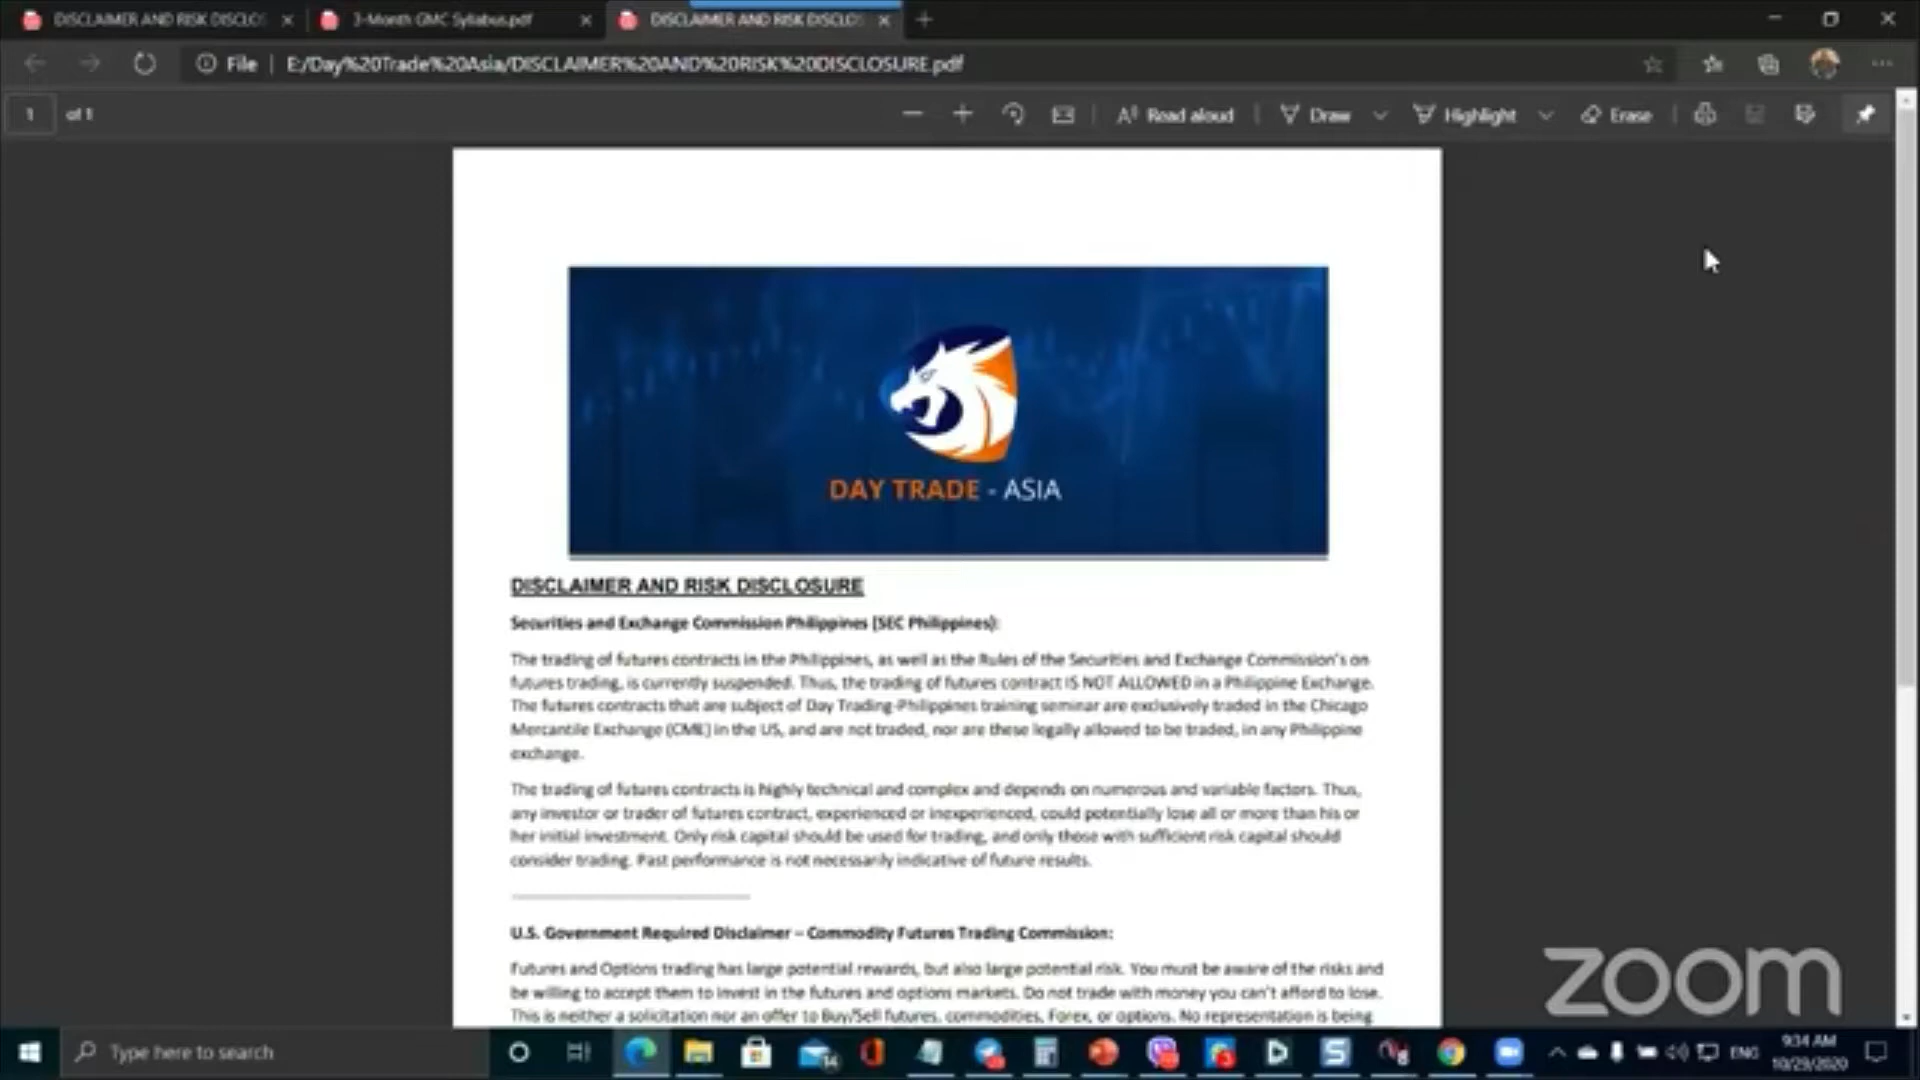 DISCLAIMER AND RISK DISCLOS
3-Month GMC Syllabus.pdf
DISCLAIMER AND RISK DISCLO
File
E:/Day%20Trade%20Asia/DISCLAIMER%20AND%20RISK%20DISCLOSURE.pdf
1 of 1
Read aloud
Draw
Highlight
Erase
DAY TRADE - ASIA
DISCLAIMER AND RISK DISCLOSURE
Securities and Exchange Commission Philippines (SEC Philippines):
The trading of futures contracts in the Philippines, as well as the Rules of the Securities and Exchange Commission's on
futures trading, is currently suspended. Thus, the trading of futures contract IS NOT ALLOWED in a Philippine Exchange.
The futures contracts that are subject of Day Trading-Philippines training seminar are exclusively traded in the Chicago
Mercantile Exchange (CME) in the US, and are not traded, nor are these legally allowed to be traded, in any Philippine
exchange.
The trading of futures contracts is highly technical and complex and depends on numerous and variable factors. Thus,
any investor or trader of futures contract, experienced or inexperienced, could potentially lose all or more than his or
her initial investment. Only risk capital should be used for trading, and only those with sufficient risk capital should
consider trading. Past performance is not necessarily indicative of future results.
U.S. Government Required Disclaimer – Commodity Futures Trading Commission:
Futures and Options trading has large potential rewards, but also large potential risk. You must be aware of the risks and
be willing to accept them to invest in the futures and options markets. Do not trade with money you can't afford to lose.
This is neither a solicitation nor an offer to Buy/Sell futures, commodities, Forex, or options. No representation is being
zoom
Type here to search
14
3
ENG
9:34 AM
10/29/2020